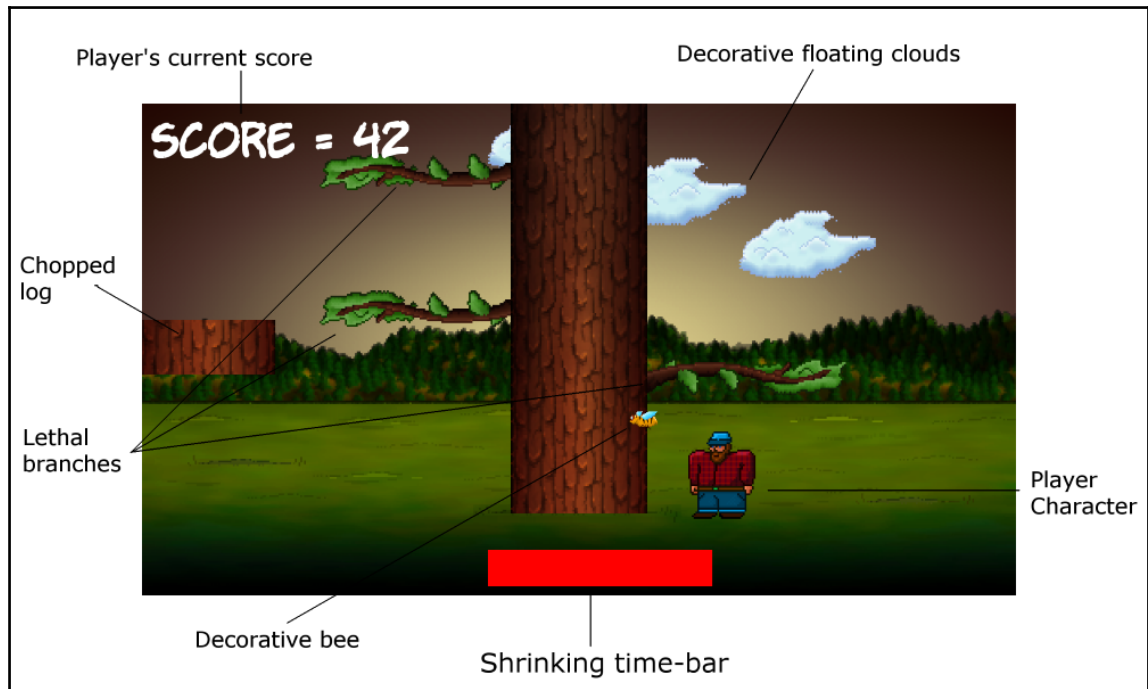 Player's current score
Decorative floating clouds
SCORE = 42
Chopped
log
Lethal
branches
Player
Character
Decorative bee
Shrinking time-bar